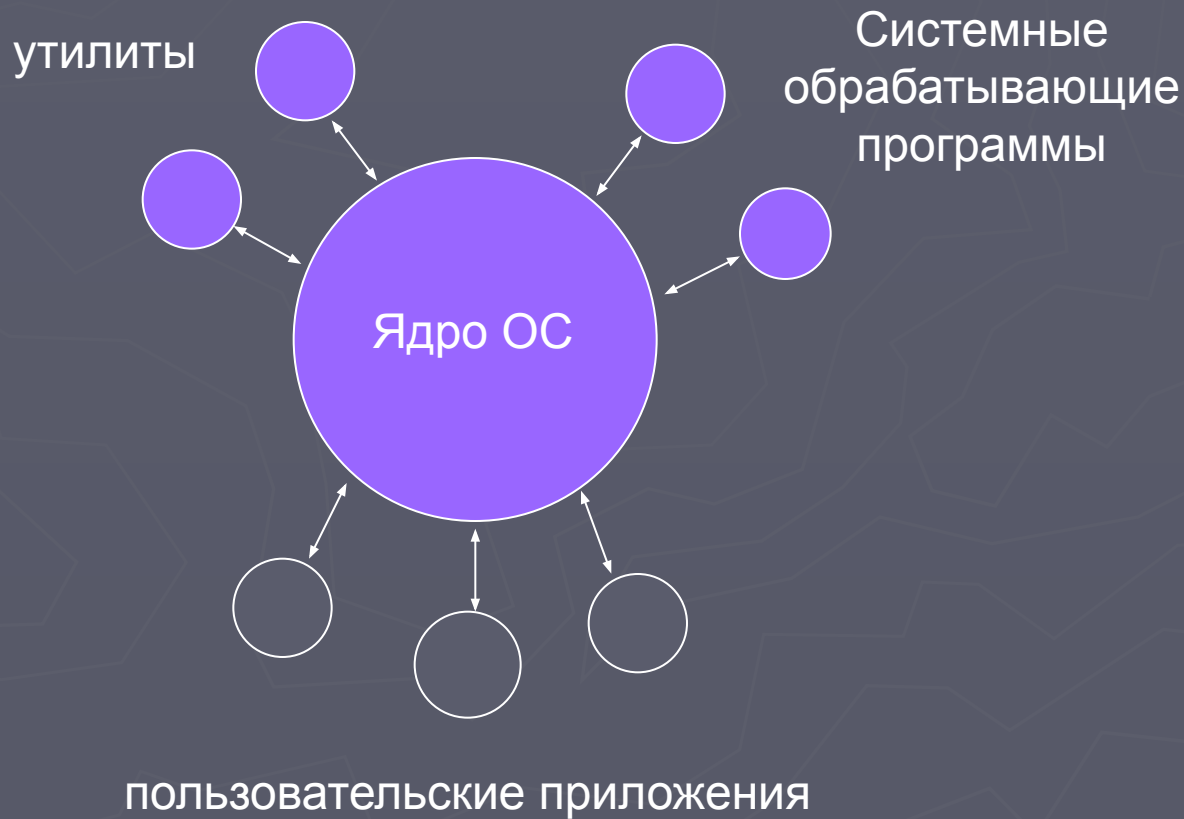 утилиты
Системные
обрабатывающие
программы
Ядро ОС
пользовательские приложения